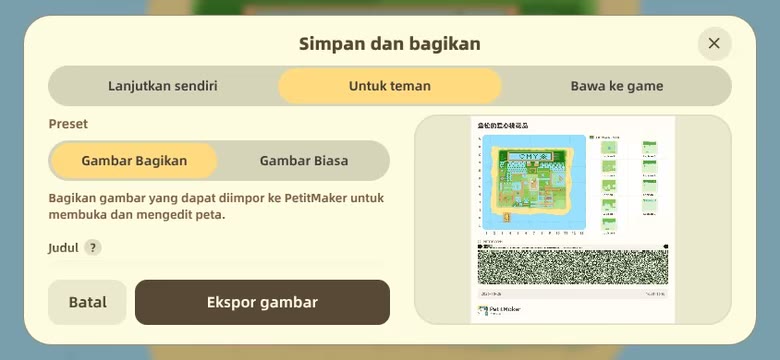 Simpan dan bagikan
Lanjutkan sendiri
Untuk teman
Bawa ke game
Preset
Gambar Bagikan
Gambar Biasa
Bagikan gambar yang dapat diimpor ke PetitMaker untuk
membuka dan mengedit peta.
Judul ?
Batal
Ekspor gambar
PetitMaker